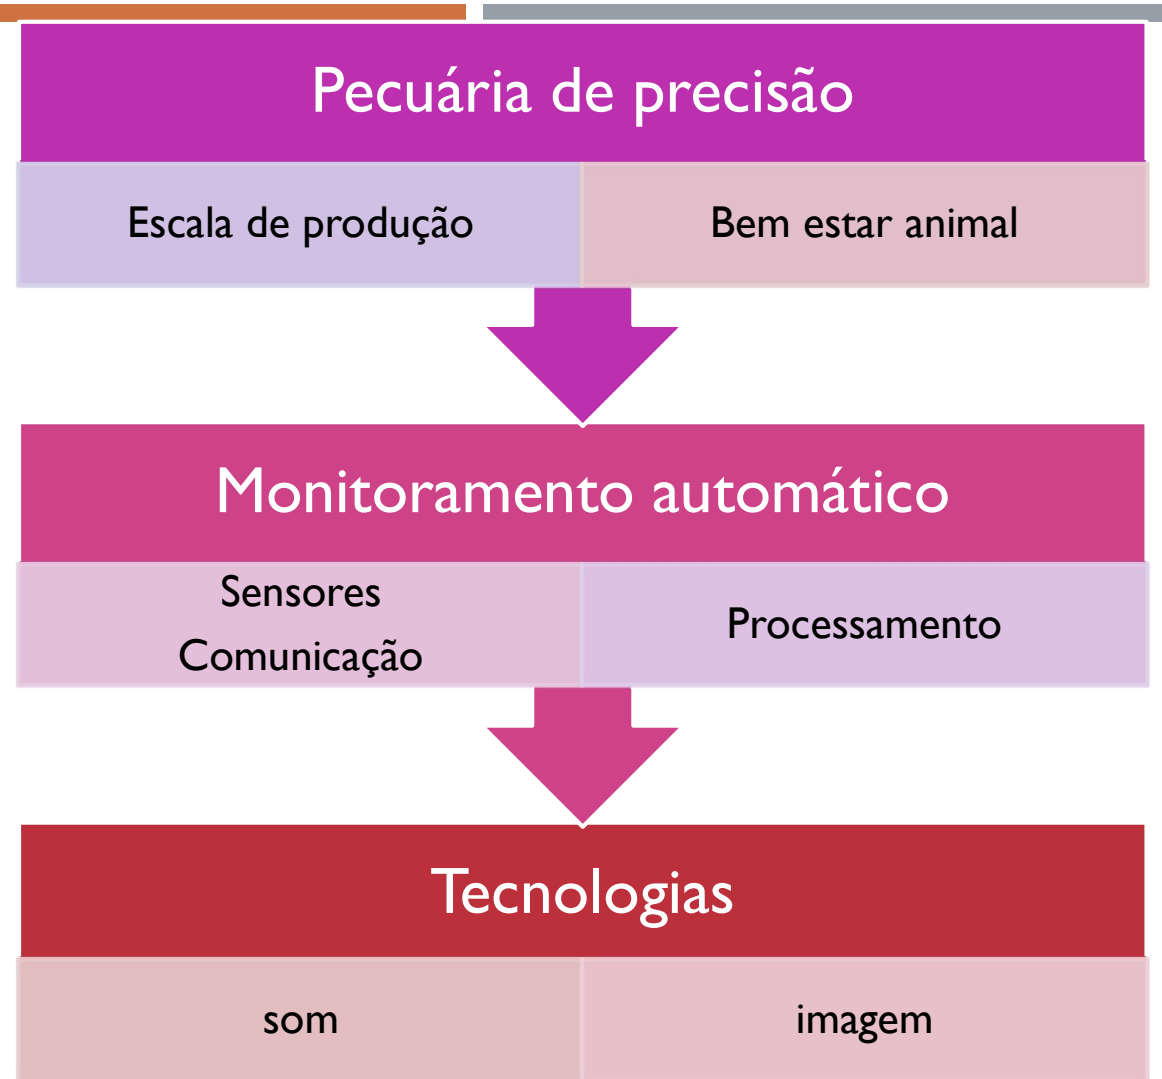 Pecuária de precisão
Escala de produção
Bem estar animal
Monitoramento automático
Sensores
Comunicação
Processamento
Tecnologias
som
imagem